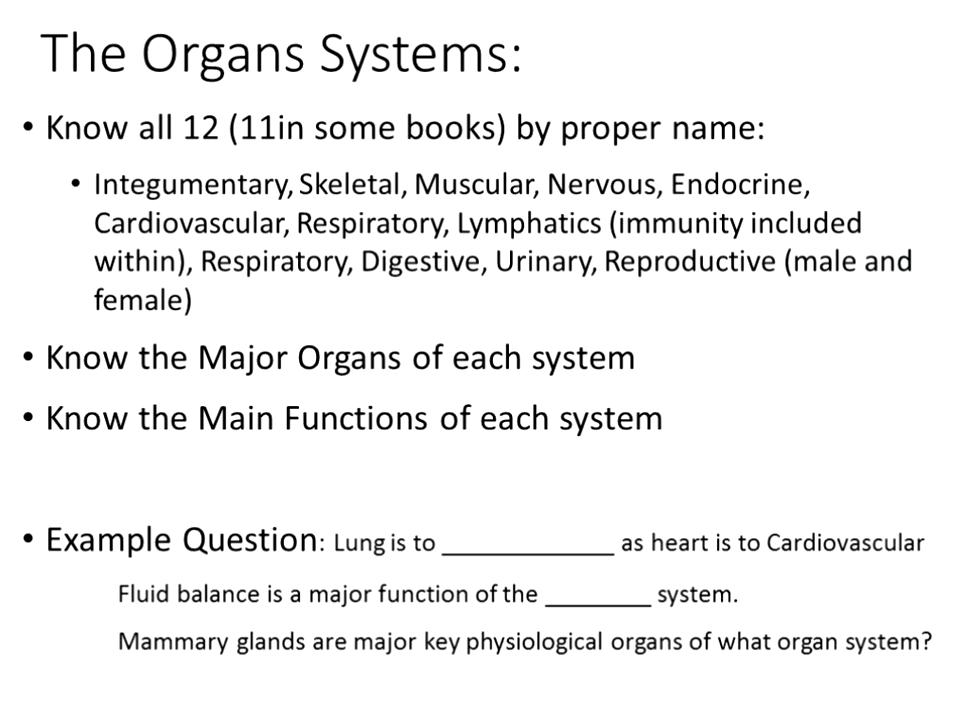 The Organs Systems:
• Know all 12 (11in some books) by proper name:
• Integumentary, Skeletal, Muscular, Nervous, Endocrine,
Cardiovascular, Respiratory, Lymphatics (immunity included
within), Respiratory, Digestive, Urinary, Reproductive (male and
female)
• Know the Major Organs of each system
• Know the Main Functions of each system
• Example Question: Lung is to _____________ as heart is to Cardiovascular
Fluid balance is a major function of the ________ system.
Mammary glands are major key physiological organs of what organ system?